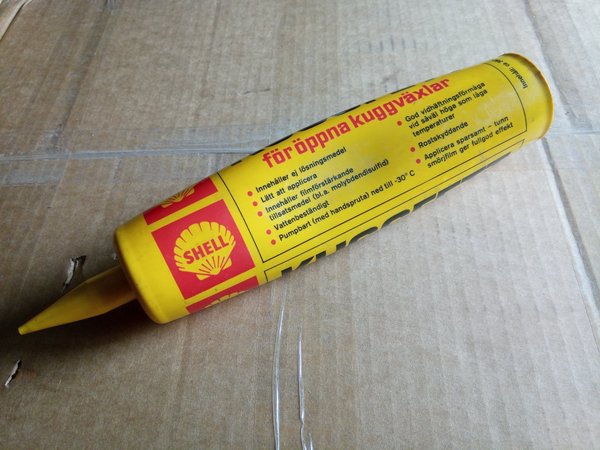 SHELL
för öppna kuggväxlar
Innehåller ej lösningsmedel
Lätt att applicera
Innehåller filmförstärkande
tillsatsmedel (bl.a. molybdendisulfid)
Vattenbeständigt
Pumpbart (med handspruta) ned till -30° C
God vidhäftningsförmåga
vid såväl höga som låga
temperaturer
Rostskyddande
Applicera sparsamt - tunn
smörjfilm ger fullgod effekt
Innehåll: ca